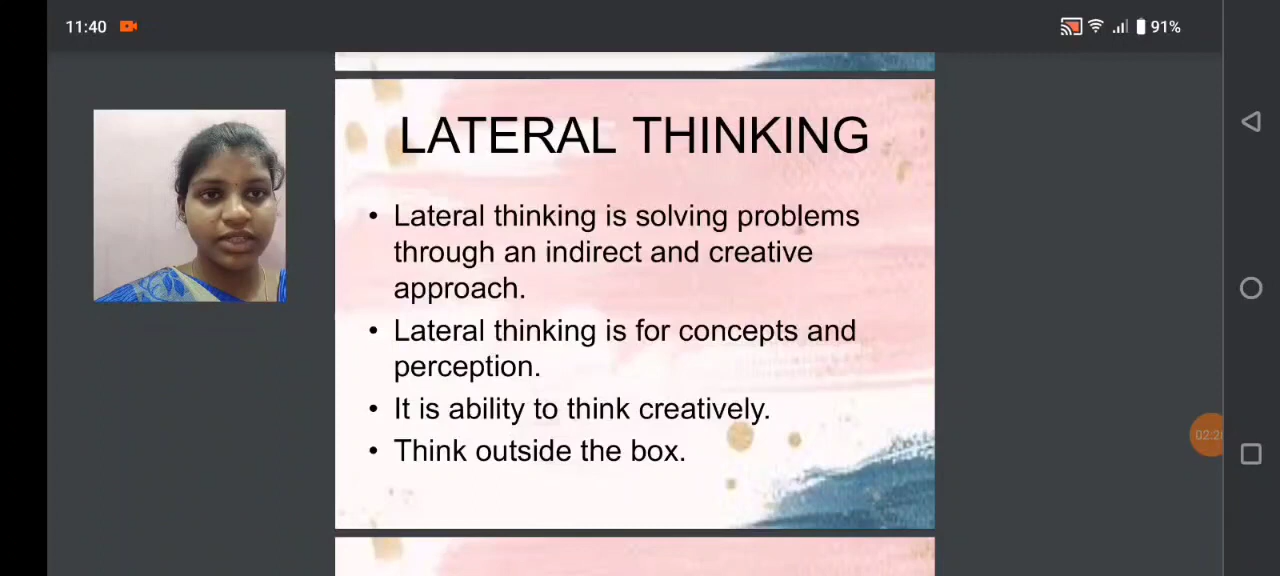 11:40
91%
LATERAL THINKING
• Lateral thinking is solving problems
through an indirect and creative
approach.
• Lateral thinking is for concepts and
perception.
• It is ability to think creatively.
• Think outside the box.